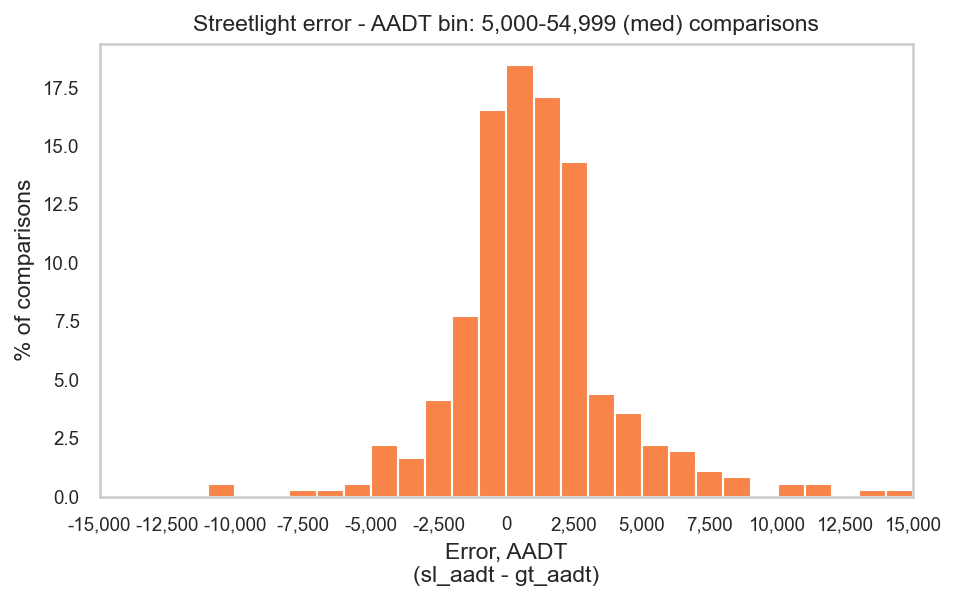 Streetlight error - AADT bin: 5,000-54,999 (med) comparisons
% of comparisons
17.5
15.0
12.5
10.0
7.5
5.0
2.5
0.0
-15,000 -12,500 -10,000 -7,500 -5,000 -2,500 0 2,500 5,000 7,500 10,000 12,500 15,000
Error, AADT
(sl_aadt - gt_aadt)